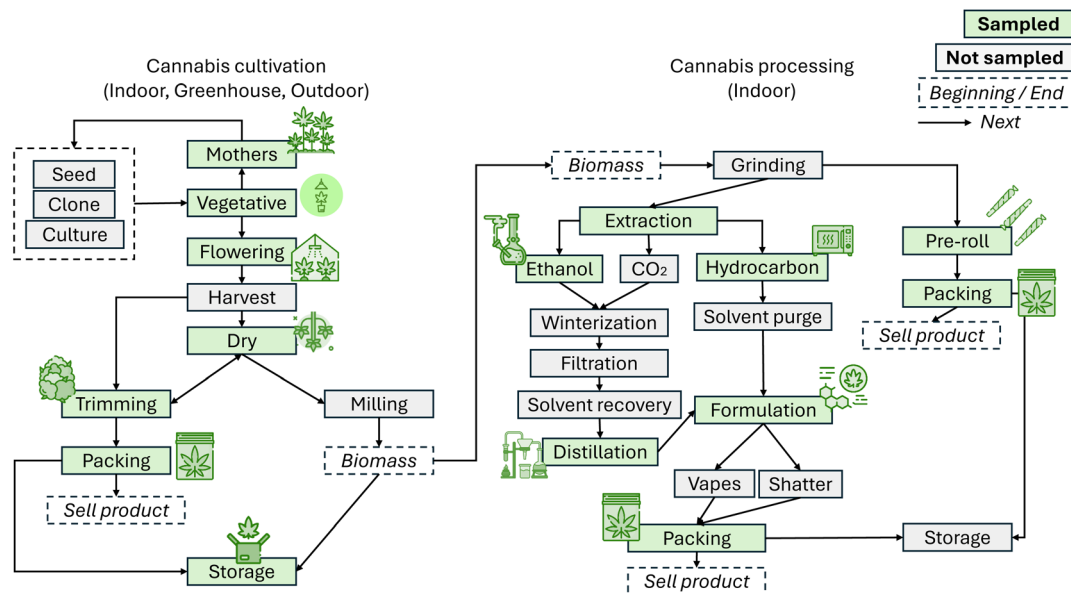 Sampled
Not sampled
Beginning / End
Next
Cannabis cultivation
(Indoor, Greenhouse, Outdoor)
Mothers
Seed
Clone
Culture
Vegetative
Flowering
Harvest
Dry
Trimming
Milling
Packing
Biomass
Sell product
Storage
Cannabis processing
(Indoor)
Biomass
Grinding
Extraction
Ethanol
CO₂
Hydrocarbon
Pre-roll
Packing
Sell product
Winterization
Solvent purge
Filtration
Solvent recovery
Distillation
Formulation
Vapes
Shatter
Packing
Storage
Sell product